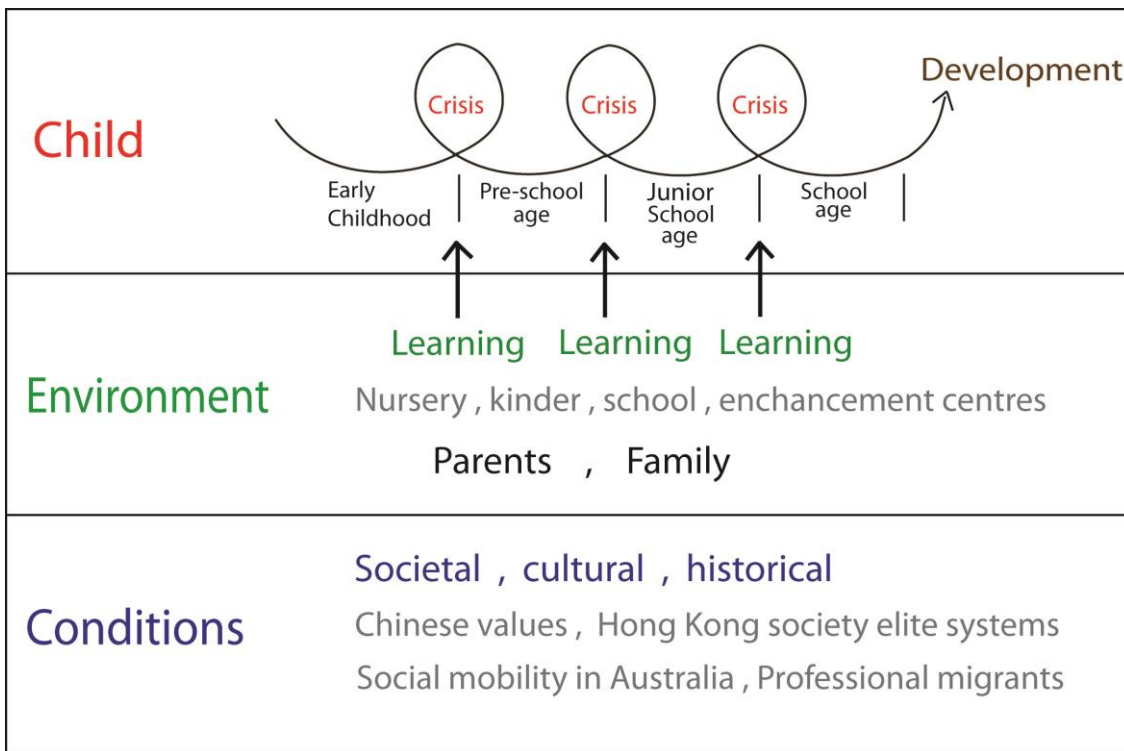 Development
Crisis Crisis Crisis
Child
Early Childhood
Pre-school age
Junior School age
School age
Learning Learning Learning
Environment
Nursery , kinder , school , enchancement centres
Parents , Family
Societal , cultural , historical
Conditions
Chinese values , Hong Kong society elite systems
Social mobility in Australia , Professional migrants